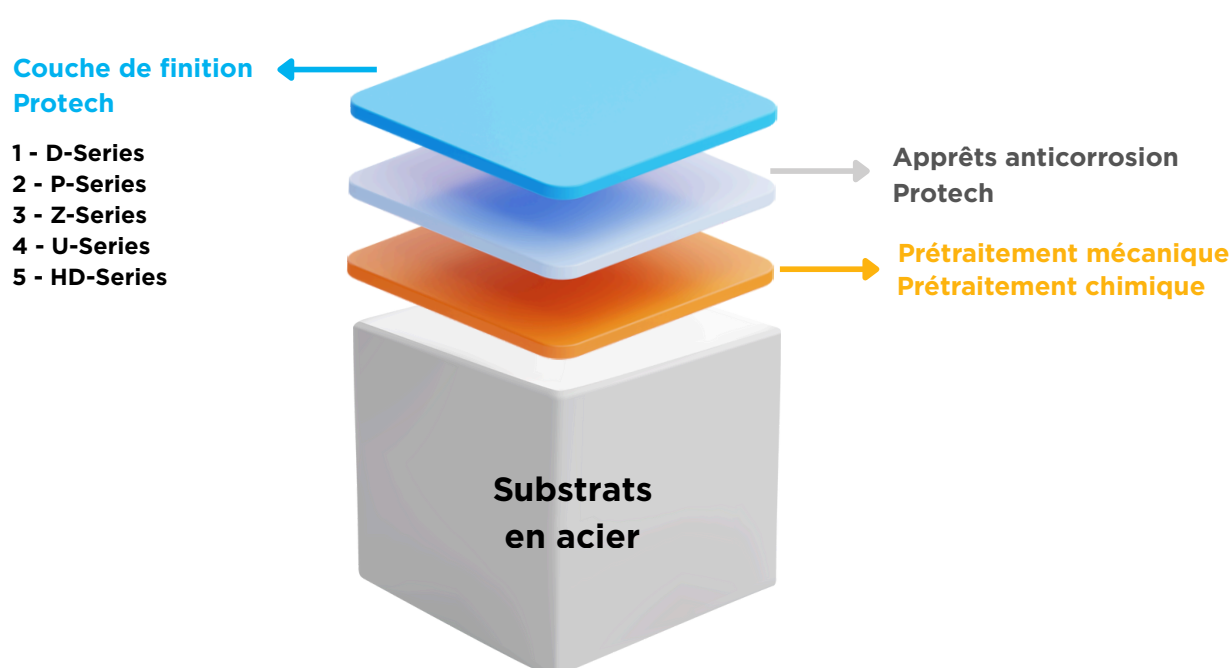 Couche de finition
Protech
1 - D-Series
2 - P-Series
3 - Z-Series
4 - U-Series
5 - HD-Series
Apprêts anticorrosion
Protech
Prétraitement mécanique
Prétraitement chimique
Substrats
en acier